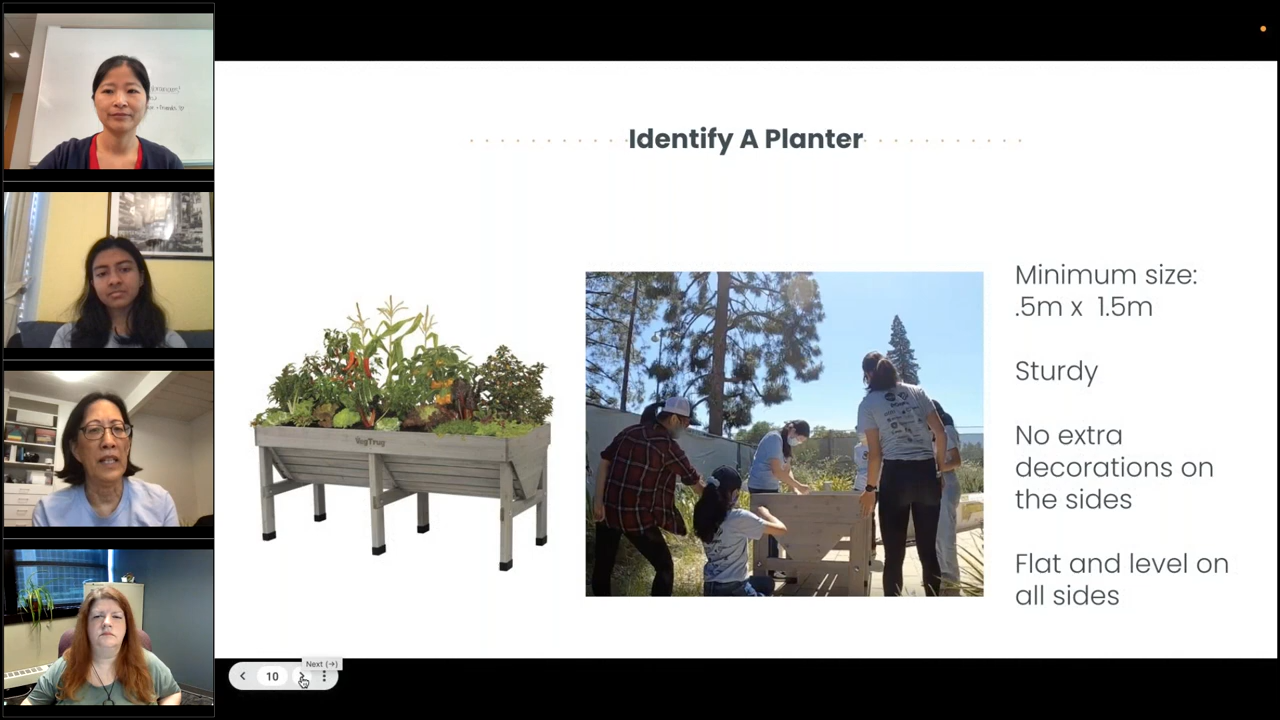 Identify A Planter
VegTrug
Minimum size:
.5m x 1.5m
Sturdy
No extra
decorations on
the sides
Flat and level on
all sides
Next (→)
10